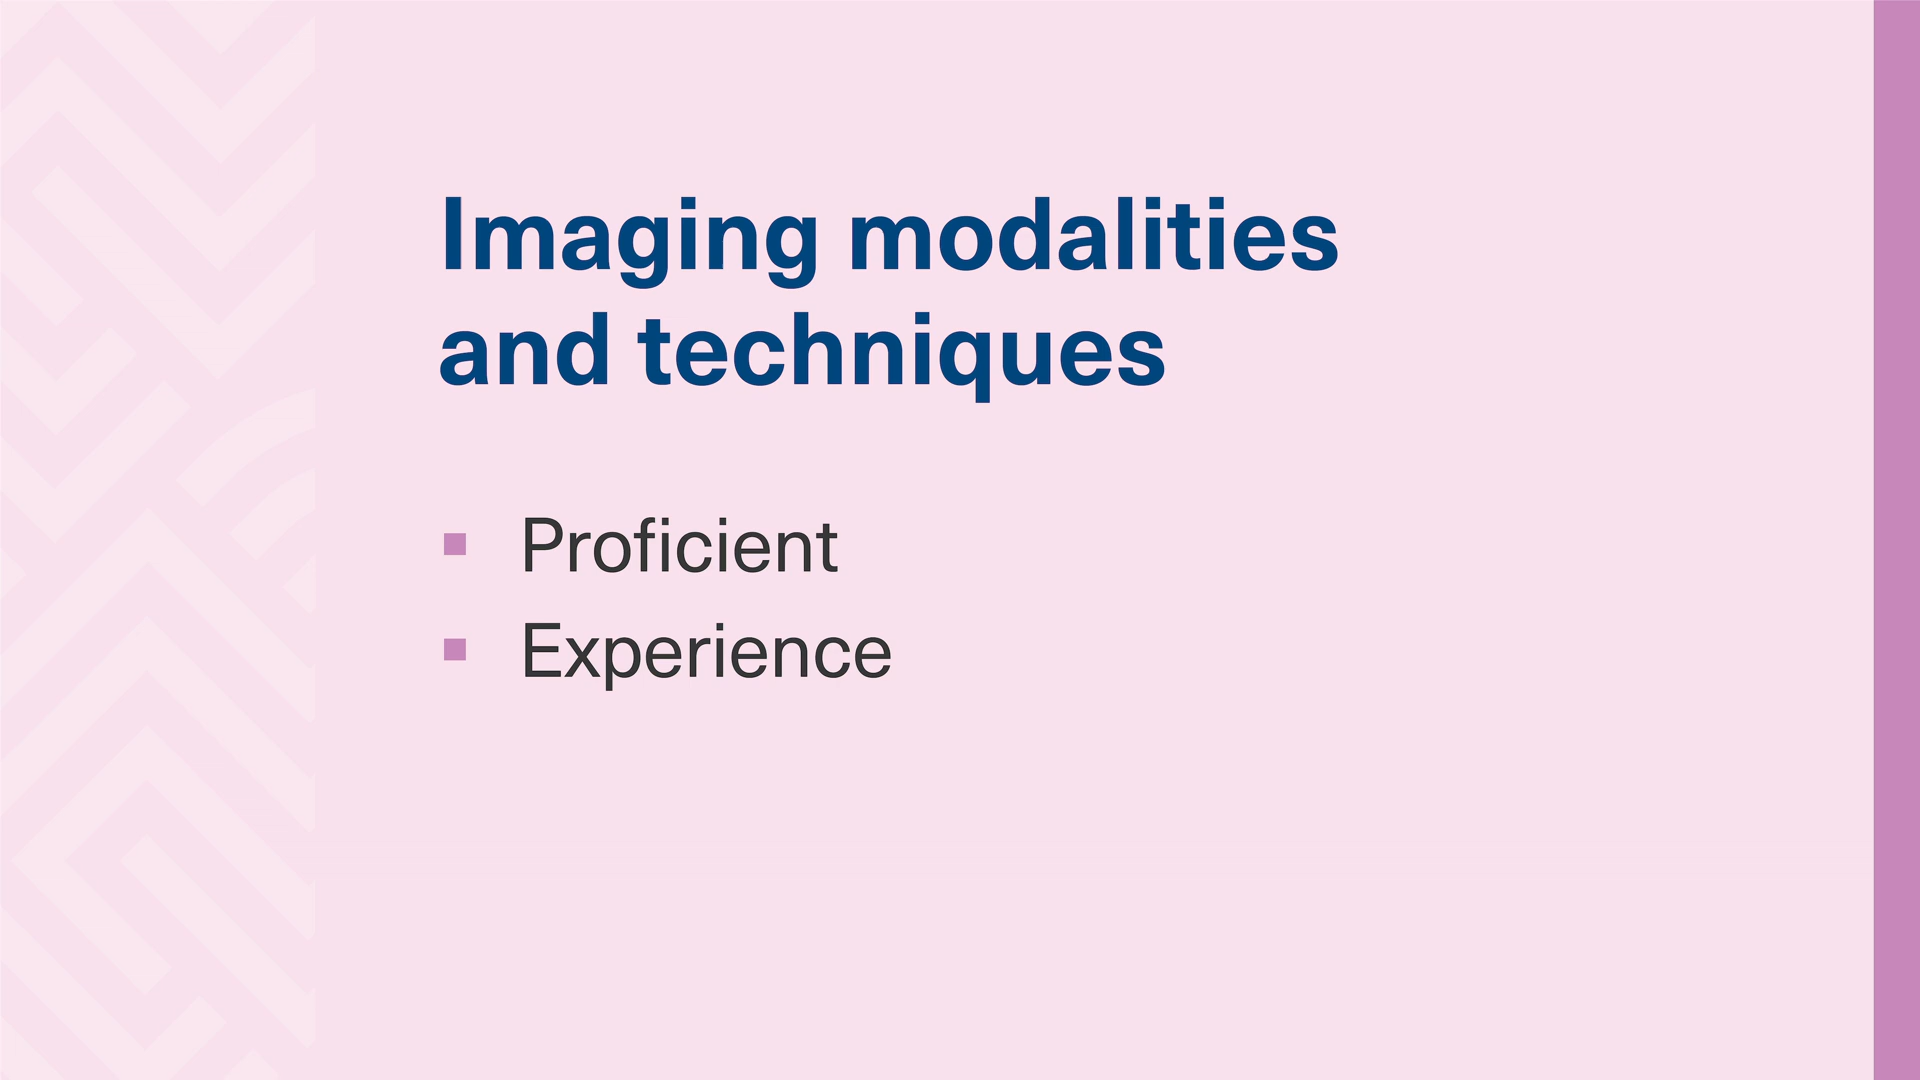 Imaging modalities
and techniques
Proficient
Experience